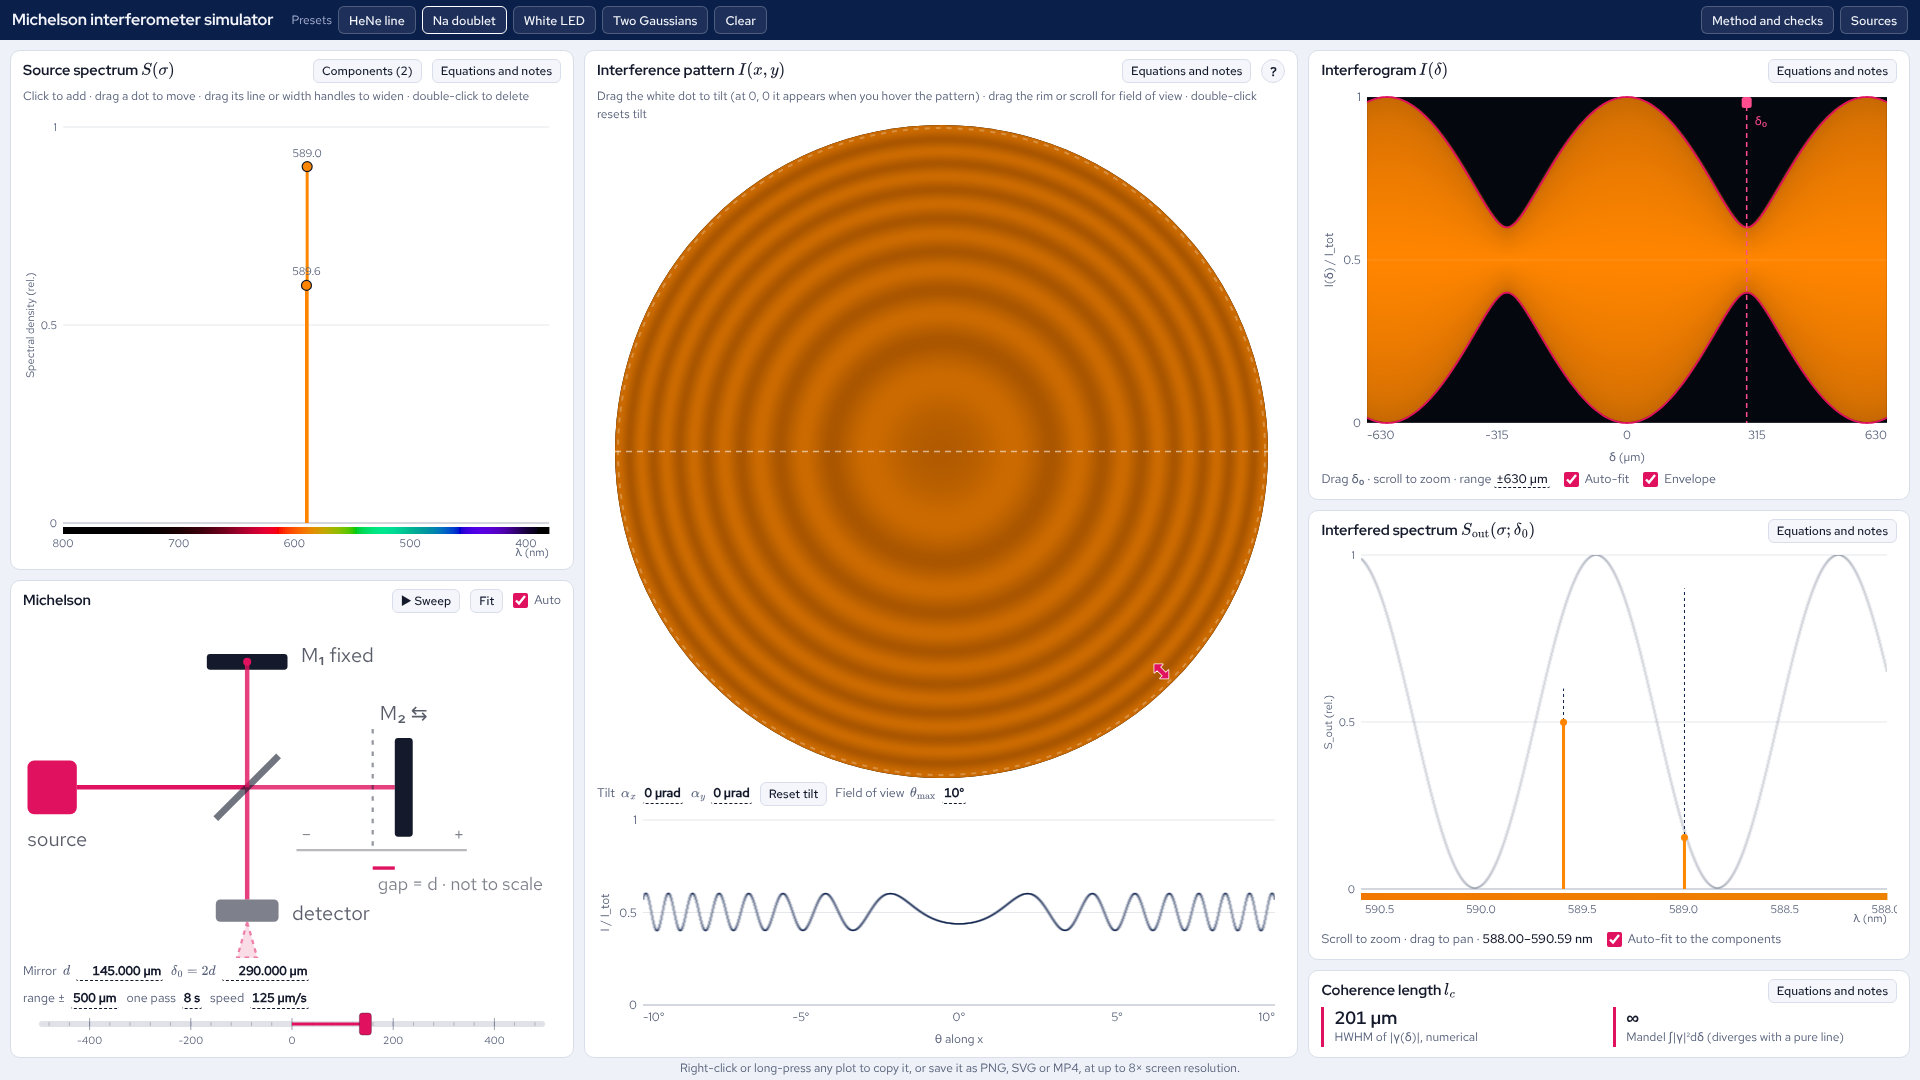 Michelson interferometer simulator
Presets
HeNe line
Na doublet
White LED
Two Gaussians
Clear
Method and checks
Sources
Source spectrum S(σ)
Components (2)
Equations and notes
Click to add · drag a dot to move · drag its line or width handles to widen · double-click to delete
1
0.5
0
Spectral density (rel.)
589.0
589.6
800
700
600
500
400
λ (nm)
Michelson
▶ Sweep
Fit
Auto
M₁ fixed
M₂ ⇆
source
−
+
gap = d · not to scale
detector
Mirror d 145.000 µm δ₀ = 2d 290.000 µm
range ± 500 µm one pass 8 s speed 125 µm/s
-400
-200
0
200
400
Interference pattern I(x, y)
Equations and notes
?
Drag the white dot to tilt (at 0, 0 it appears when you hover the pattern) · drag the rim or scroll for field of view · double-click
resets tilt
Tilt αx 0 µrad αy 0 µrad Reset tilt Field of view θmax 10°
1
0.5
0
I / I_tot
-10°
-5°
0°
5°
10°
θ along x
Interferogram I(δ)
Equations and notes
1
0.5
0
I(δ) / I_tot
δ₀
-630
-315
0
315
630
δ (µm)
Drag δ₀ · scroll to zoom · range ±630 µm Auto-fit Envelope
Interfered spectrum Sout(σ; δ0)
Equations and notes
1
0.5
0
S_out (rel.)
590.5
590.0
589.5
589.0
588.5
588.0
λ (nm)
Scroll to zoom · drag to pan · 588.00–590.59 nm Auto-fit to the components
Coherence length lc
Equations and notes
201 µm
HWHM of |γ(δ)|, numerical
∞
Mandel ∫|γ|²dδ (diverges with a pure line)
Right-click or long-press any plot to copy it, or save it as PNG, SVG or MP4, at up to 8× screen resolution.